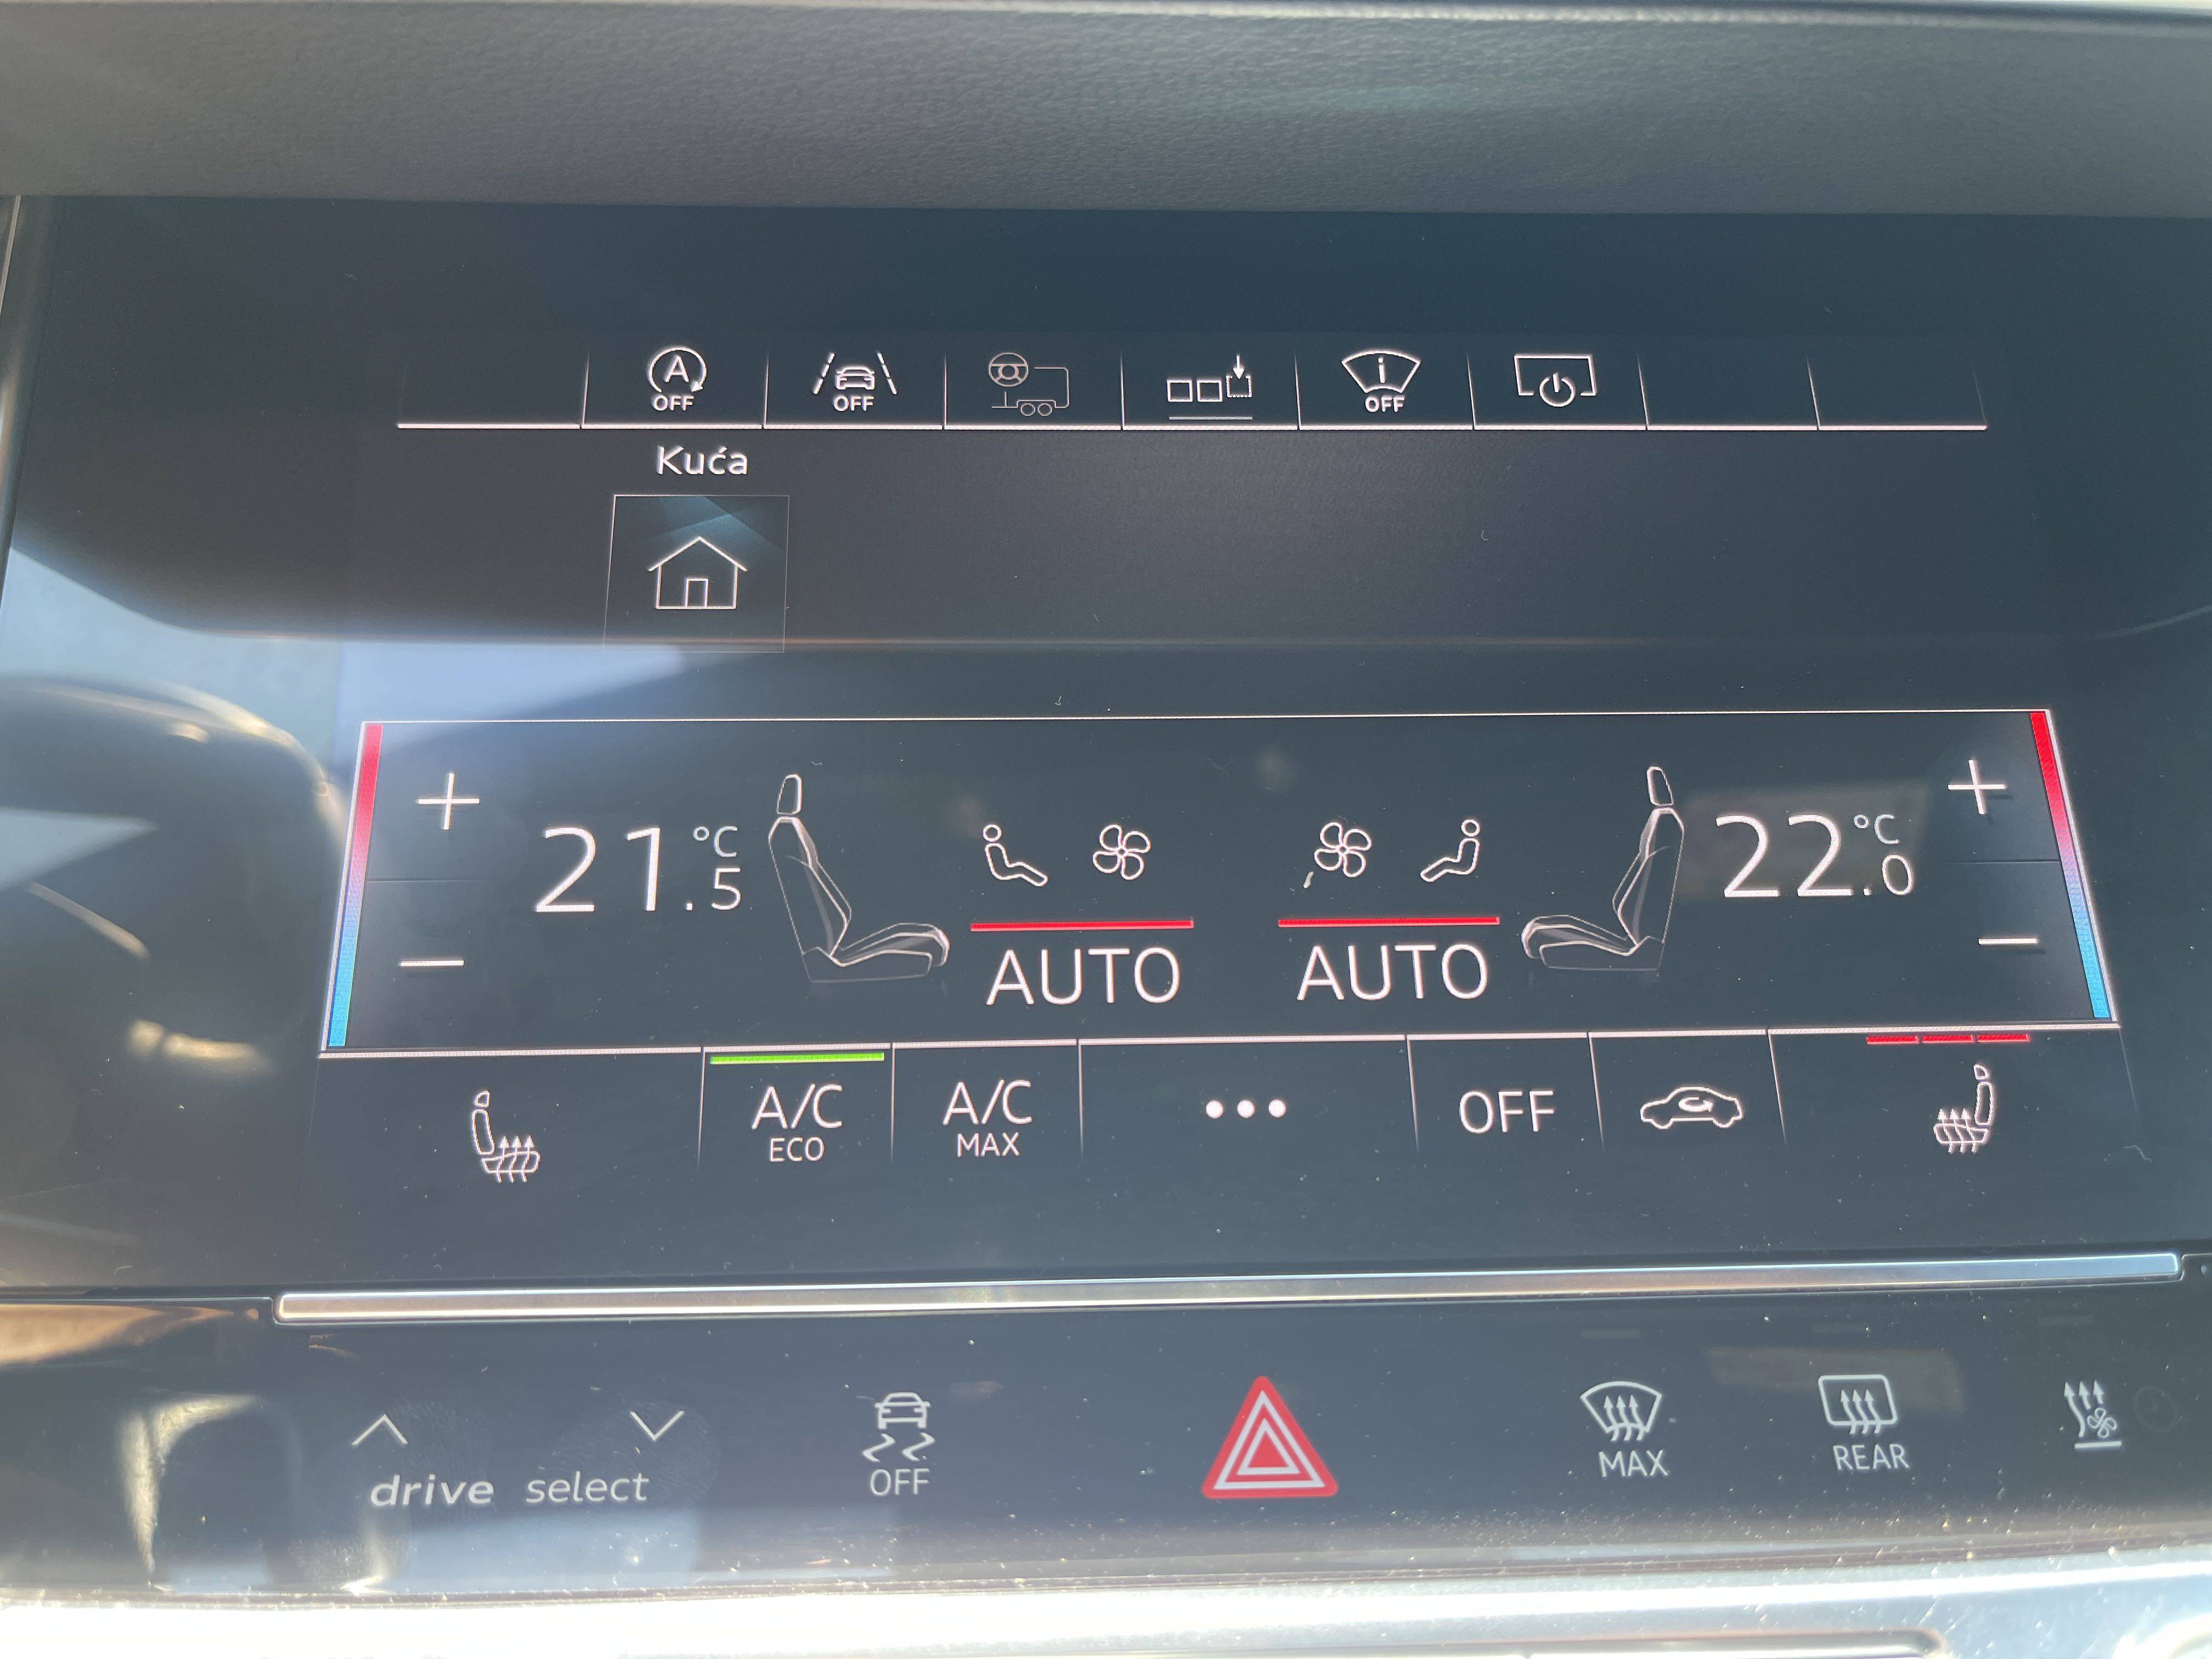 A OFF
OFF
i OFF
Kuća
21.5 °C
22.0 °C
AUTO
AUTO
A/C
ECO
A/C
MAX
OFF
drive select
OFF
MAX
REAR